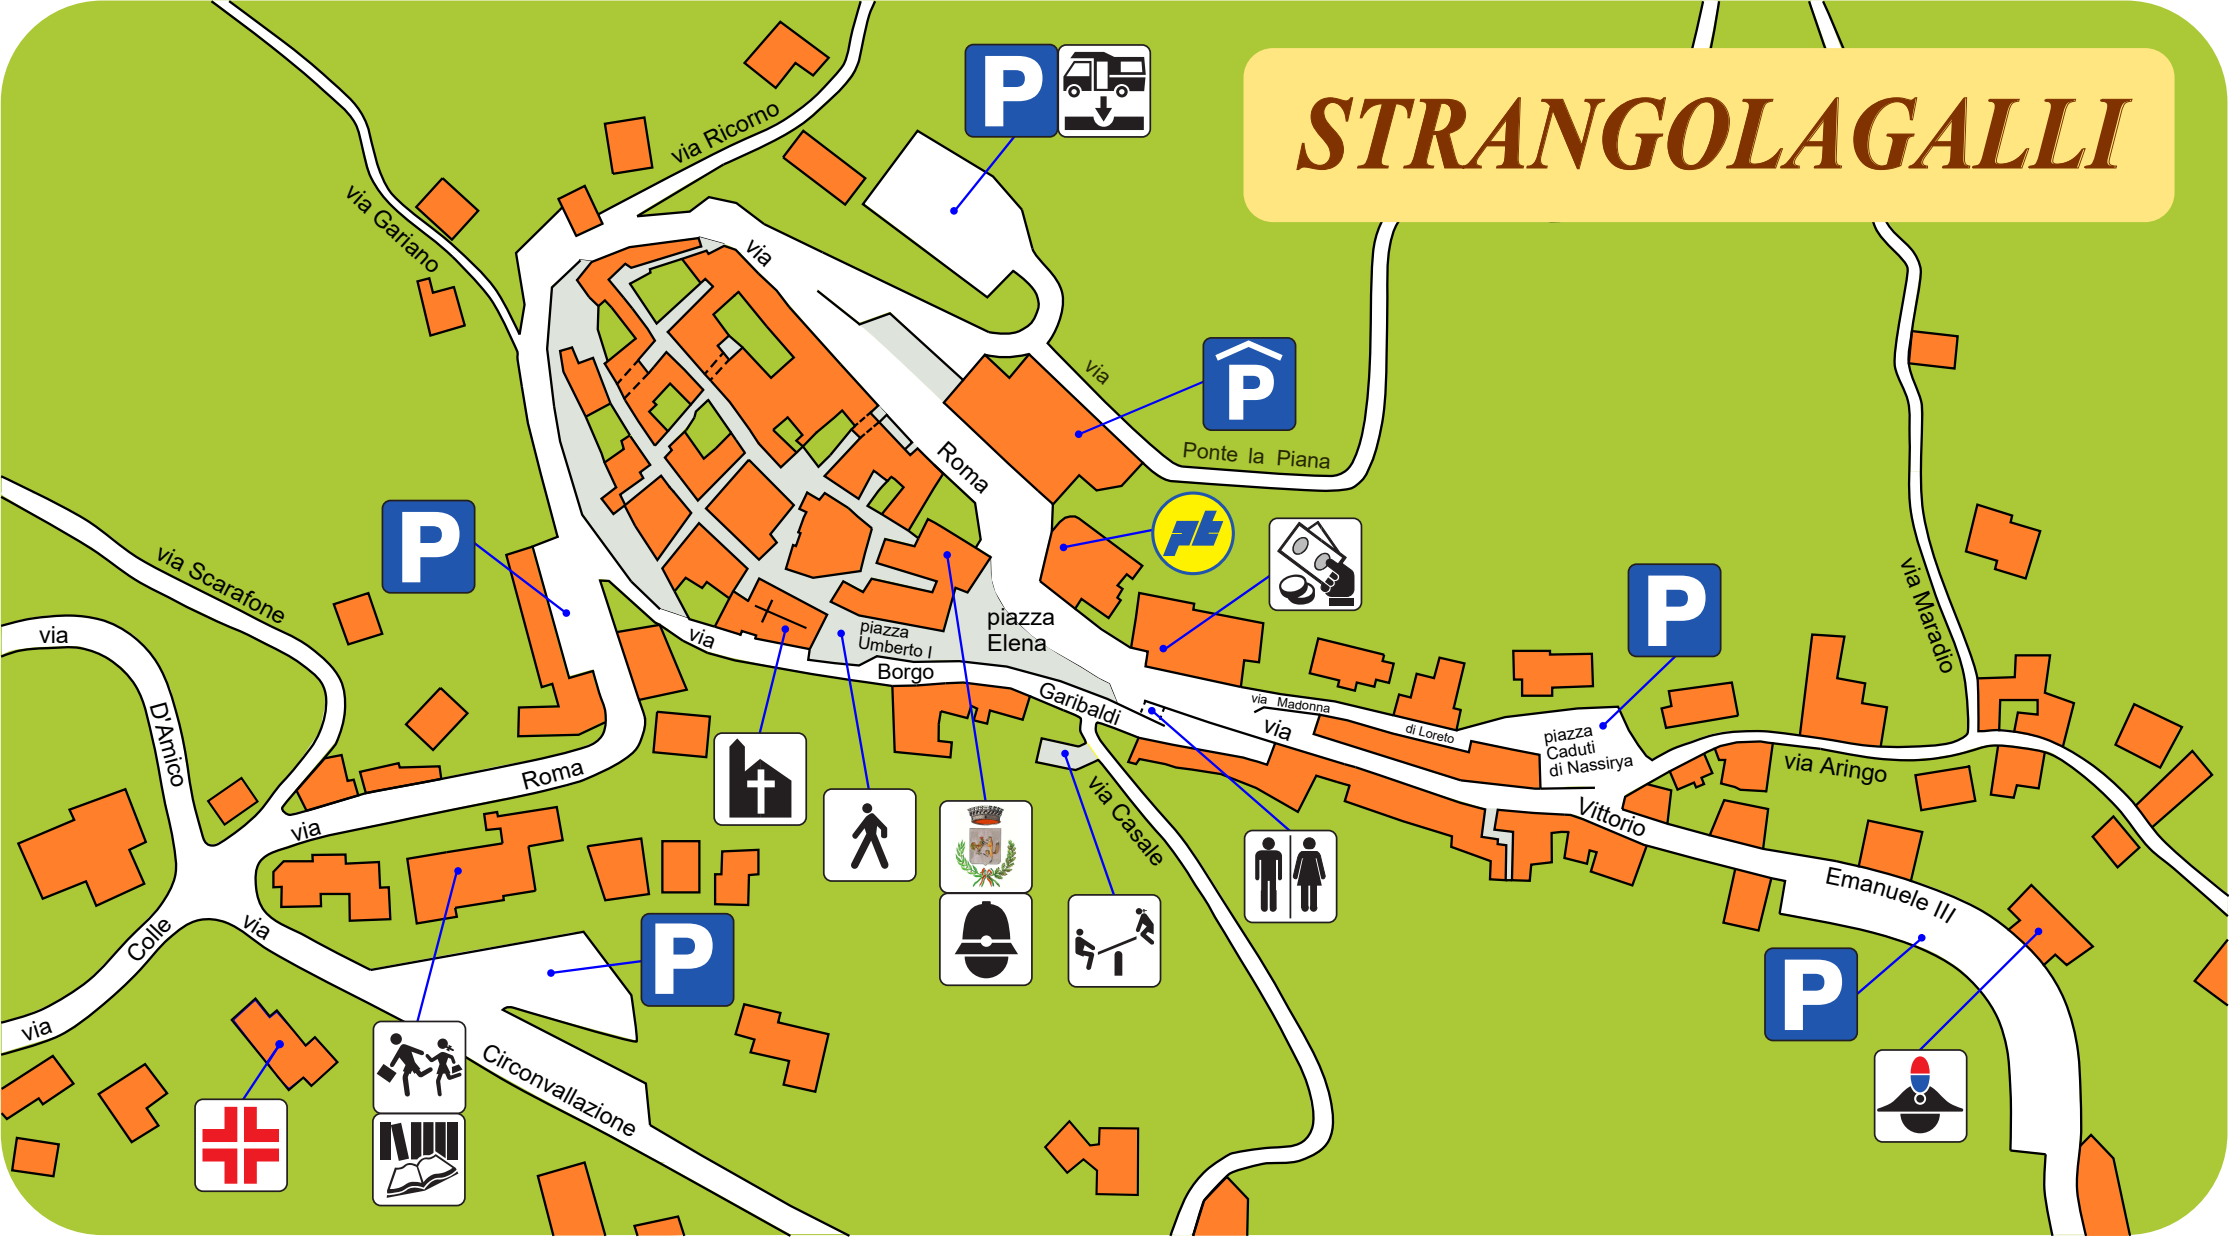 STRANGOLAGALLI
P
via Ricorno
via Gariano
via
via
P
Ponte la Piana
Roma
pt
P
via Scarafone
P
via Maradio
via
D'Amico
piazza
Elena
piazza
Umberto I
via
Borgo
Garibaldi
via Madonna
di Loreto
via
piazza
Caduti
di Nassirya
via Aringo
Roma
via
via Casale
Vittorio
Emanuele III
Colle
via
via
P
P
Circonvallazione